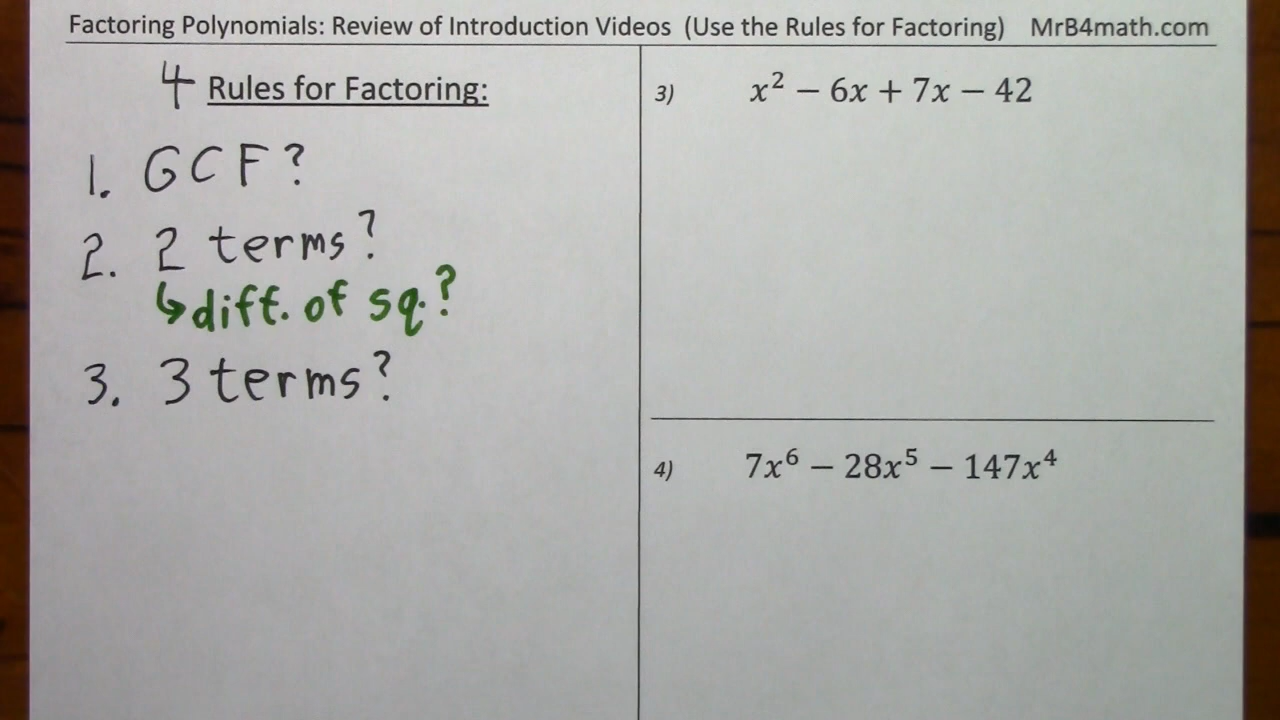 Factoring Polynomials: Review of Introduction Videos (Use the Rules for Factoring) MrB4math.com
4 Rules for Factoring:
1. GCF?
2. 2 terms?
↳diff. of sq.?
3. 3 terms?
3) x² − 6x + 7x − 42
4) 7x⁶ − 28x⁵ − 147x⁴